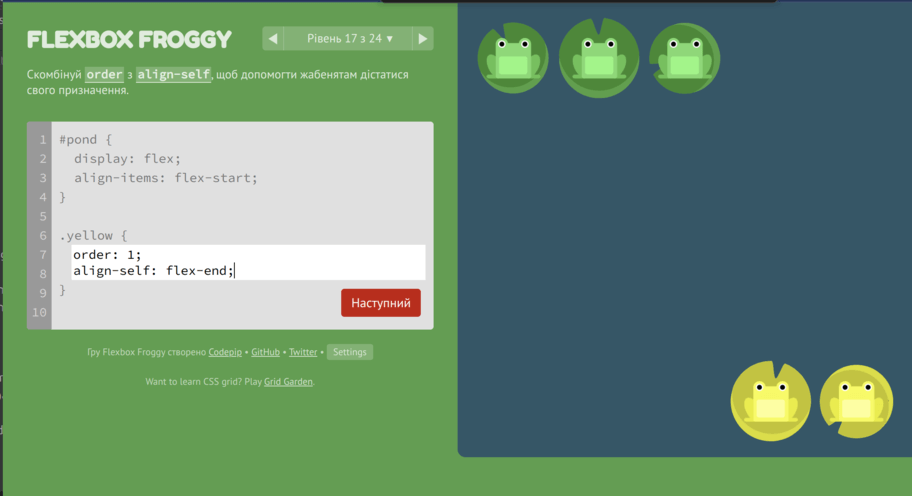 FLEXBOX FROGGY
Рівень 17 з 24 ▼
Скомбінуй order з align-self, щоб допомогти жабенятам дістатися
свого призначення.
1 #pond {
2 display: flex;
3 align-items: flex-start;
4 }
5
6 .yellow {
7 order: 1;
8 align-self: flex-end;
9 }
10
Наступний
Гру Flexbox Froggy створено Codepip • GitHub • Twitter • Settings
Want to learn CSS grid? Play Grid Garden.